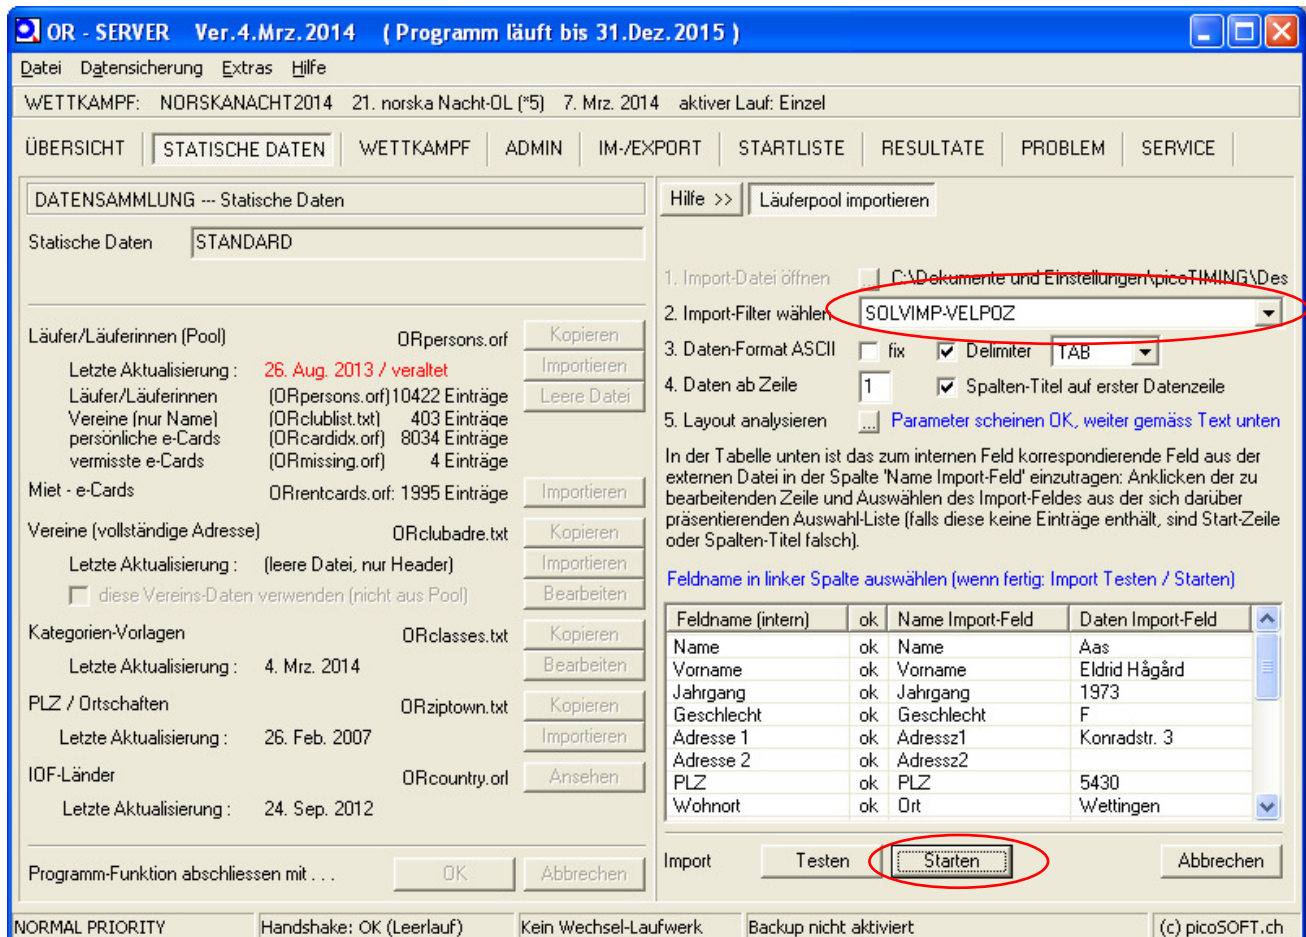 OR - SERVER Ver.4.Mrz.2014 ( Programm läuft bis 31.Dez.2015 )
Datei Datensicherung Extras Hilfe
WETTKAMPF: NORSKANACHT2014 21. norska Nacht-OL (*5) 7. Mrz. 2014 aktiver Lauf: Einzel
ÜBERSICHT STATISCHE DATEN WETTKAMPF ADMIN IM-/EXPORT STARTLISTE RESULTATE PROBLEM SERVICE
DATENSAMMLUNG --- Statische Daten
Statische Daten STANDARD
Läufer/Läuferinnen (Pool) ORpersons.orf Kopieren
Letzte Aktualisierung : 26. Aug. 2013 / veraltet Importieren
Läufer/Läuferinnen (ORpersons.orf) 10422 Einträge Leere Datei
Vereine (nur Name) (ORclublist.txt) 403 Einträge
persönliche e-Cards (ORcardidx.orf) 8034 Einträge
vermisste e-Cards (ORmissing.orf) 4 Einträge
Miet - e-Cards ORrentcards.orf: 1995 Einträge Importieren
Vereine (vollständige Adresse) ORclubadre.txt Kopieren
Letzte Aktualisierung : (leere Datei, nur Header) Importieren
diese Vereins-Daten verwenden (nicht aus Pool) Bearbeiten
Kategorien-Vorlagen ORclasses.txt Kopieren
Letzte Aktualisierung : 4. Mrz. 2014 Bearbeiten
PLZ / Ortschaften ORziptown.txt Kopieren
Letzte Aktualisierung : 26. Feb. 2007 Importieren
IOF-Länder ORcountry.orl Ansehen
Letzte Aktualisierung : 24. Sep. 2012
Programm-Funktion abschliessen mit . . . OK Abbrechen
Hilfe >> Läuferpool importieren
1. Import-Datei öffnen ... C:\Dokumente und Einstellungen\picoTIMING\Des
2. Import-Filter wählen SOLVIMP-VELPOZ
3. Daten-Format ASCII fix Delimiter TAB
4. Daten ab Zeile 1 Spalten-Titel auf erster Datenzeile
5. Layout analysieren ... Parameter scheinen OK, weiter gemäss Text unten
In der Tabelle unten ist das zum internen Feld korrespondierende Feld aus der
externen Datei in der Spalte 'Name Import-Feld' einzutragen: Anklicken der zu
bearbeitenden Zeile und Auswählen des Import-Feldes aus der sich darüber
präsentierenden Auswahl-Liste (falls diese keine Einträge enthält, sind Start-Zeile
oder Spalten-Titel falsch).
Feldname in linker Spalte auswählen (wenn fertig: Import Testen / Starten)
Feldname (intern) ok Name Import-Feld Daten Import-Feld
Name ok Name Aas
Vorname ok Vorname Eldrid Hågård
Jahrgang ok Jahrgang 1973
Geschlecht ok Geschlecht F
Adresse 1 ok Adressz1 Konradstr. 3
Adresse 2 ok Adressz2
PLZ ok PLZ 5430
Wohnort ok Ort Wettingen
Import Testen Starten Abbrechen
NORMAL PRIORITY Handshake: OK (Leerlauf) Kein Wechsel-Laufwerk Backup nicht aktiviert (c) picoSOFT.ch